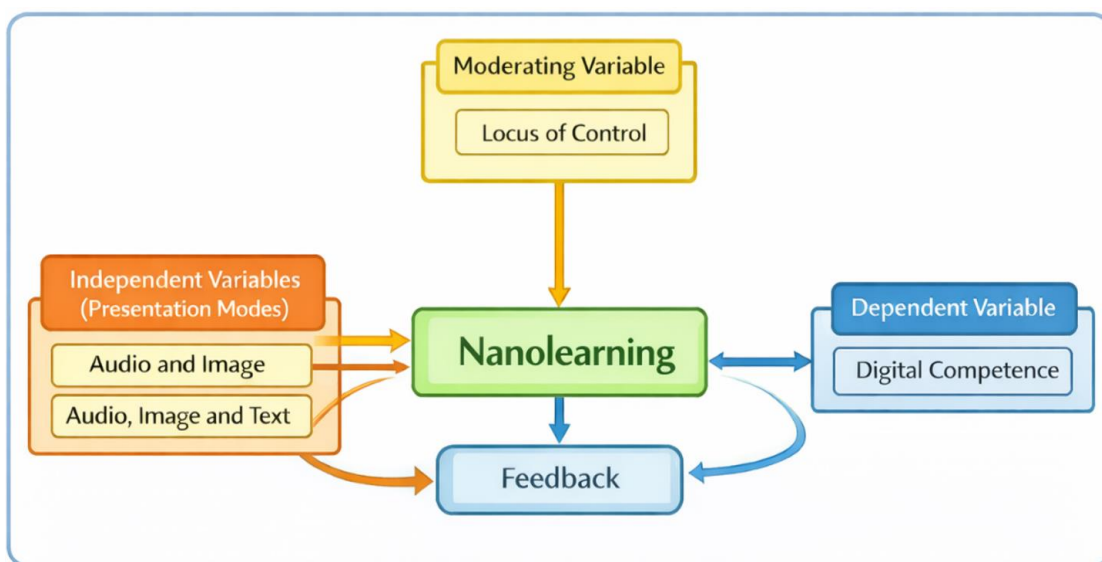 Moderating Variable
Locus of Control
Independent Variables
(Presentation Modes)
Audio and Image
Audio, Image and Text
Nanolearning
Dependent Variable
Digital Competence
Feedback